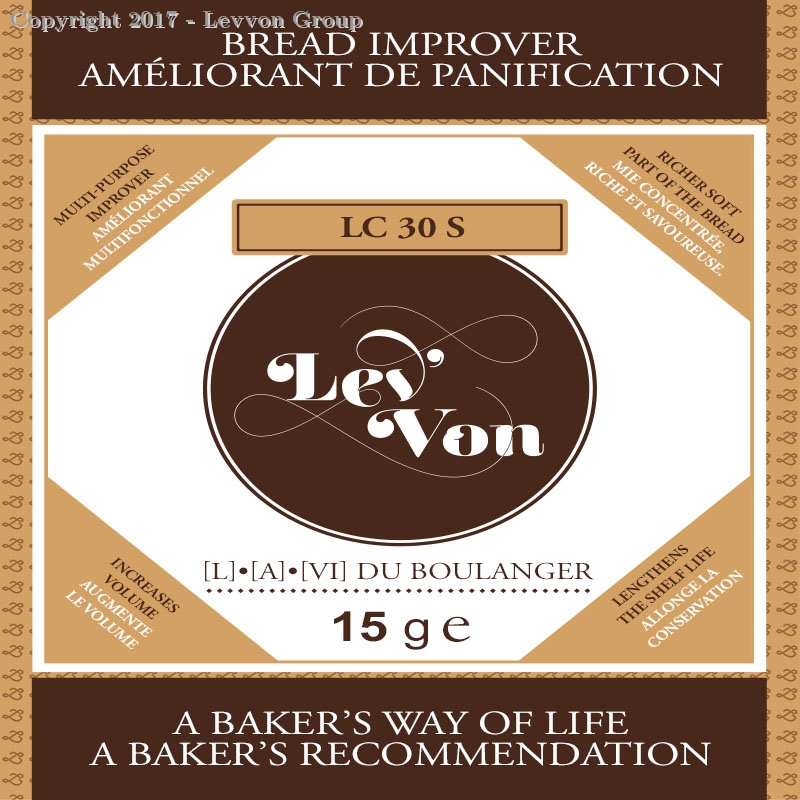 Copyright 2017 - Levvon Group
BREAD IMPROVER
AMÉLIORANT DE PANIFICATION
MULTI-PURPOSE
IMPROVER
AMÉLIORANT
MULTIFONCTIONNEL
RICHER SOFT
PART OF THE BREAD
MIE CONCENTRÉE,
RICHE ET SAVOUREUSE.
LC 30 S
Lev'
Von
[L]•[A]•[VI] DU BOULANGER
15 g e
INCREASES
VOLUME
AUGMENTE
LE VOLUME
LENGTHENS
THE SHELF LIFE
ALLONGE LA
CONSERVATION
A BAKER'S WAY OF LIFE
A BAKER'S RECOMMENDATION